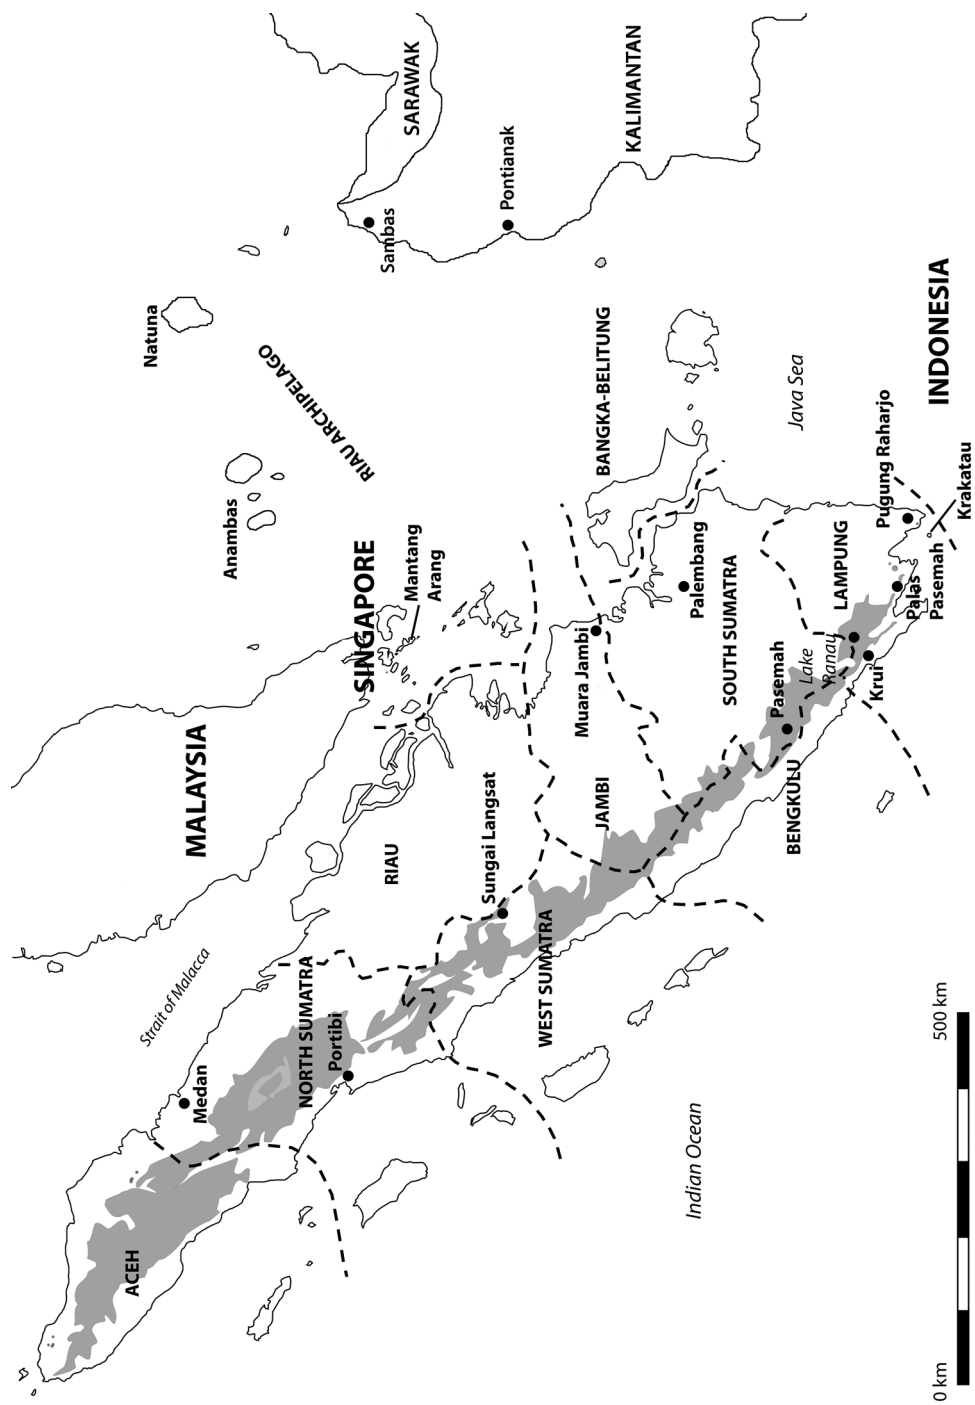 SARAWAK
KALIMANTAN
Pontianak
Sambas
Natuna
RIAU ARCHIPELAGO
BANGKA-BELITUNG
Java Sea
INDONESIA
Anambas
SINGAPORE
Mantang
Arang
Pugung Raharjo
Krakatau
Palembang
SOUTH SUMATRA
LAMPUNG
Palas
Pasemah
Muara Jambi
Pasemah
Lake
Ranau
Krui
MALAYSIA
RIAU
Sungai Langsat
JAMBI
BENGKULU
Strait of Malacca
NORTH SUMATRA
Portibi
WEST SUMATRA
Medan
Indian Ocean
ACEH
0 km
500 km